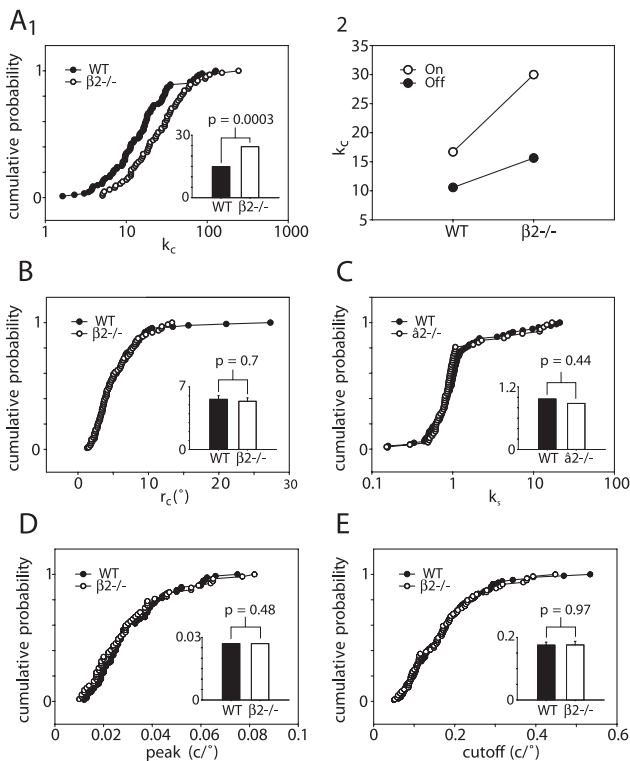 A1
cumulative probability
1
0
WT
β2-/-
p = 0.0003
30
0
WT β2-/-
1 10 100 1000
kc
2
kc
35
30
25
20
15
10
5
On
Off
WT β2-/-
B
cumulative probability
1
0
WT
β2-/-
p = 0.7
7
0
WT β2-/-
0 10 20 30
rc(˚)
C
cumulative probability
1
0
WT
â2-/-
p = 0.44
1.2
0
WT â2-/-
0.1 1 10 100
ks
D
cumulative probability
1
0
WT
β2-/-
p = 0.48
0.03
0
WT β2-/-
0 0.02 0.04 0.06 0.08 0.1
peak (c/˚)
E
cumulative probability
1
0
WT
β2-/-
p = 0.97
0.2
0
WT β2-/-
0 0.2 0.4 0.6
cutoff (c/˚)